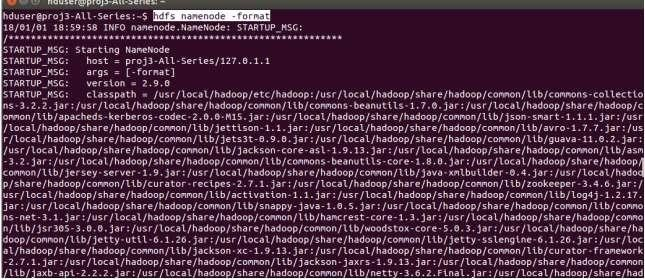 hduser@proj3-All-Series: ~
hduser@proj3-All-Series:~$ hdfs namenode -format
18/01/01 18:59:58 INFO namenode.NameNode: STARTUP_MSG:
/************************************************************
STARTUP_MSG: Starting NameNode
STARTUP_MSG:   host = proj3-All-Series/127.0.1.1
STARTUP_MSG:   args = [-format]
STARTUP_MSG:   version = 2.9.0
STARTUP_MSG:   classpath = /usr/local/hadoop/etc/hadoop:/usr/local/hadoop/share/hadoop/common/lib/commons-collectio
ns-3.2.2.jar:/usr/local/hadoop/share/hadoop/common/lib/commons-beanutils-1.7.0.jar:/usr/local/hadoop/share/hadoop/c
ommon/lib/apacheds-kerberos-codec-2.0.0-M15.jar:/usr/local/hadoop/share/hadoop/common/lib/json-smart-1.1.1.jar:/usr
/local/hadoop/share/hadoop/common/lib/jettison-1.1.jar:/usr/local/hadoop/share/hadoop/common/lib/avro-1.7.7.jar:/us
r/local/hadoop/share/hadoop/common/lib/jets3t-0.9.0.jar:/usr/local/hadoop/share/hadoop/common/lib/guava-11.0.2.jar:
/usr/local/hadoop/share/hadoop/common/lib/jackson-core-asl-1.9.13.jar:/usr/local/hadoop/share/hadoop/common/lib/asm
-3.2.jar:/usr/local/hadoop/share/hadoop/common/lib/commons-beanutils-core-1.8.0.jar:/usr/local/hadoop/share/hadoop/
common/lib/jersey-server-1.9.jar:/usr/local/hadoop/share/hadoop/common/lib/java-xmlbuilder-0.4.jar:/usr/local/hadoo
p/share/hadoop/common/lib/curator-recipes-2.7.1.jar:/usr/local/hadoop/share/hadoop/common/lib/zookeeper-3.4.6.jar:/
usr/local/hadoop/share/hadoop/common/lib/activation-1.1.jar:/usr/local/hadoop/share/hadoop/common/lib/log4j-1.2.17.
jar:/usr/local/hadoop/share/hadoop/common/lib/snappy-java-1.0.5.jar:/usr/local/hadoop/share/hadoop/common/lib/commo
ns-net-3.1.jar:/usr/local/hadoop/share/hadoop/common/lib/hamcrest-core-1.3.jar:/usr/local/hadoop/share/hadoop/commo
n/lib/jsr305-3.0.0.jar:/usr/local/hadoop/share/hadoop/common/lib/woodstox-core-5.0.3.jar:/usr/local/hadoop/share/ha
doop/common/lib/jetty-util-6.1.26.jar:/usr/local/hadoop/share/hadoop/common/lib/jetty-sslengine-6.1.26.jar:/usr/loc
al/hadoop/share/hadoop/common/lib/jackson-xc-1.9.13.jar:/usr/local/hadoop/share/hadoop/common/lib/curator-framework
-2.7.1.jar:/usr/local/hadoop/share/hadoop/common/lib/jackson-jaxrs-1.9.13.jar:/usr/local/hadoop/share/hadoop/common
/lib/jaxb-api-2.2.2.jar:/usr/local/hadoop/share/hadoop/common/lib/netty-3.6.2.Final.jar:/usr/local/hadoop/share/had